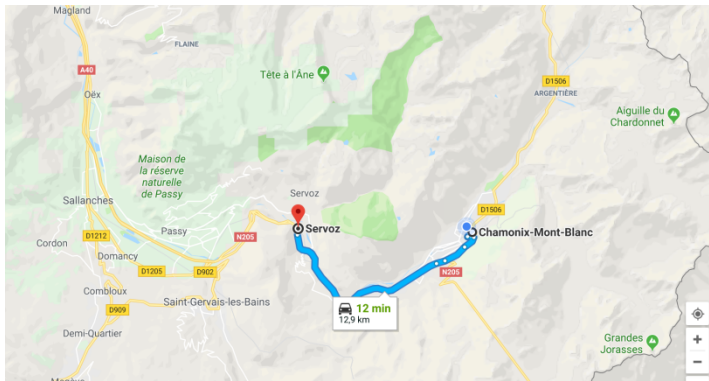 Magland
FLAINE
A40
Oëx
Tête à l'Âne
D1506
ARGENTIÈRE
Aiguille du
Chardonnet
Maison de
la réserve
naturelle
de Passy
Sallanches
Servoz
Servoz
D1506
Chamonix-Mont-Blanc
Passy
N205
D1212
Cordon
Domancy
D1205
D902
N205
Combloux
Saint-Gervais-les-Bains
D909
12 min
12,9 km
Demi-Quartier
Grandes
Jorasses
+
−